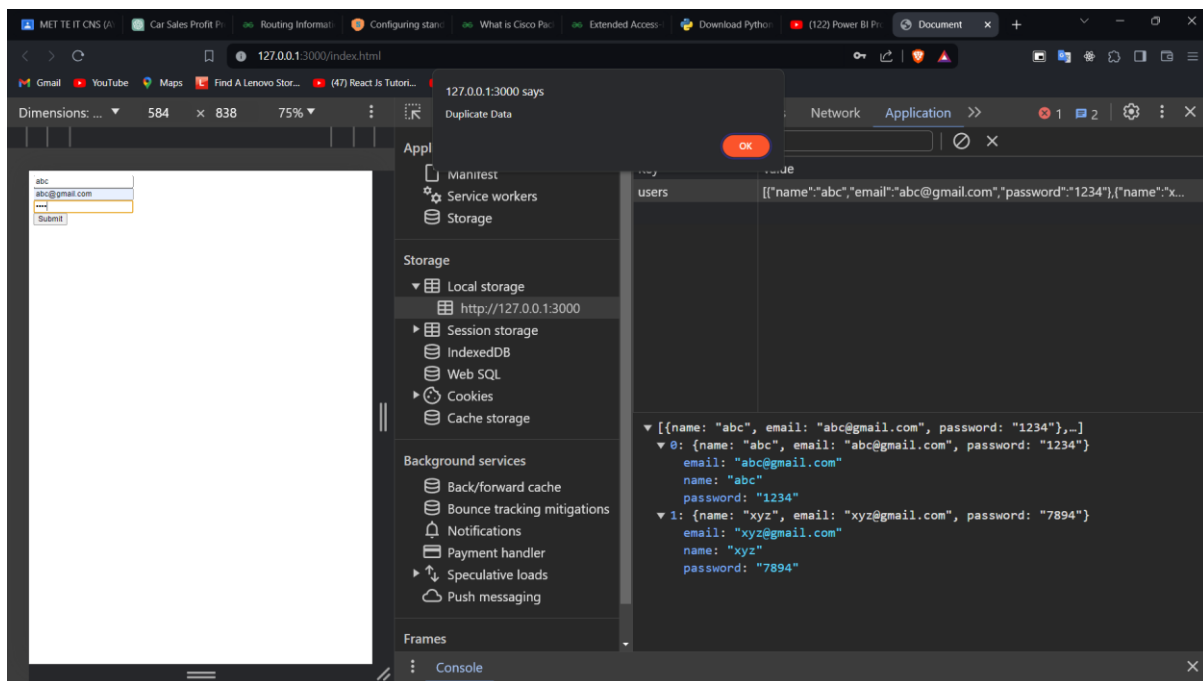 MET TE IT CNS (A
Car Sales Profit Pr
Routing Informati
Configuring stand
What is Cisco Pac
Extended Access-
Download Python
(122) Power BI Pr
Document
127.0.0.1:3000/index.html
Gmail
YouTube
Maps
Find A Lenovo Stor...
(47) React Js Tutori...
127.0.0.1:3000 says
Duplicate Data
OK
Dimensions: ...
584 × 838
75%
Network
Application
1
2
abc
abc@gmail.com
••••
Submit
Appl
Manifest
Service workers
Storage
Storage
Local storage
http://127.0.0.1:3000
Session storage
IndexedDB
Web SQL
Cookies
Cache storage
Background services
Back/forward cache
Bounce tracking mitigations
Notifications
Payment handler
Speculative loads
Push messaging
Frames
users [{"name":"abc","email":"abc@gmail.com","password":"1234"},{"name":"x...
[{name: "abc", email: "abc@gmail.com", password: "1234"},…]
0: {name: "abc", email: "abc@gmail.com", password: "1234"}
email: "abc@gmail.com"
name: "abc"
password: "1234"
1: {name: "xyz", email: "xyz@gmail.com", password: "7894"}
email: "xyz@gmail.com"
name: "xyz"
password: "7894"
Console